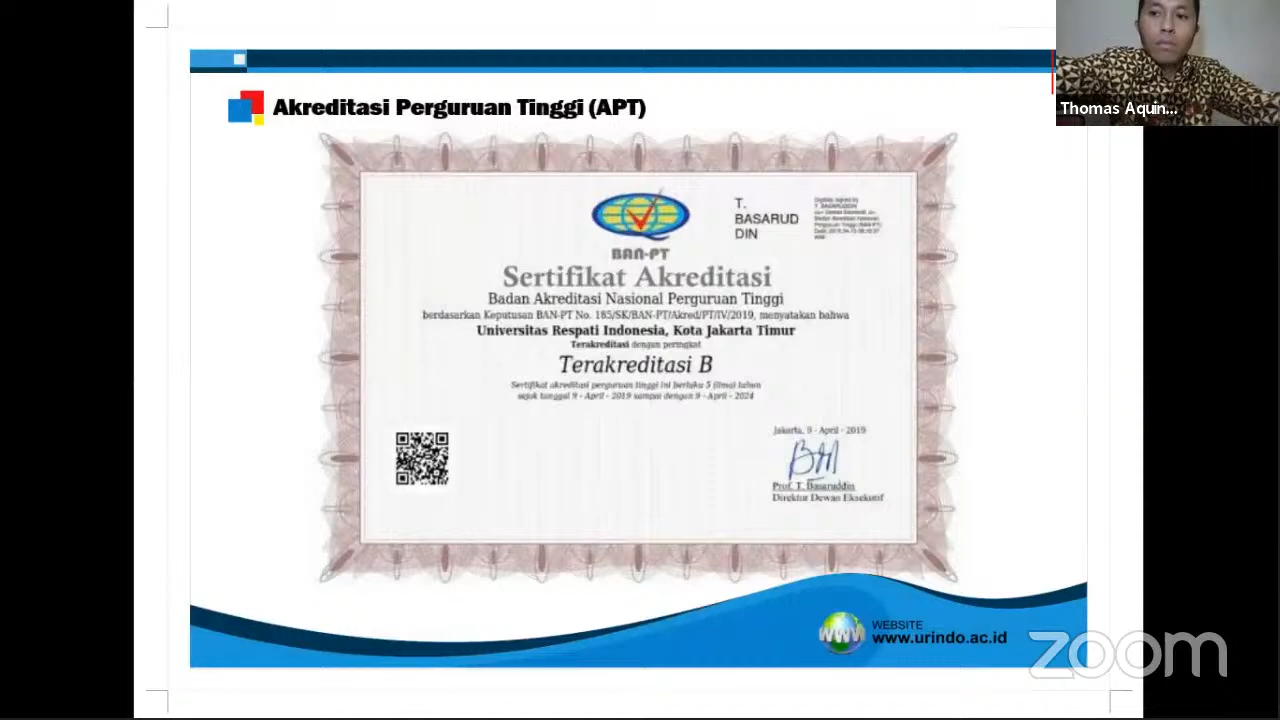 Thomas Aquin...
Akreditasi Perguruan Tinggi (APT)
T.
BASARUD
DIN
BAN-PT
Sertifikat Akreditasi
Badan Akreditasi Nasional Perguruan Tinggi
berdasarkan Keputusan BAN-PT No. 185/SK/BAN-PT/Akred/PT/IV/2019, menyatakan bahwa
Universitas Respati Indonesia, Kota Jakarta Timur
Terakreditasi dengan peringkat
Terakreditasi B
Sertifikat akreditasi perguruan tinggi ini berlaku 5 (lima) tahun
sejak tanggal 9 - April - 2019 sampai dengan 9 - April - 2024
Jakarta, 9 - April - 2019
Prof. T. Basaruddin
Direktur Dewan Eksekutif
www
WEBSITE
www.urindo.ac.id
zoom